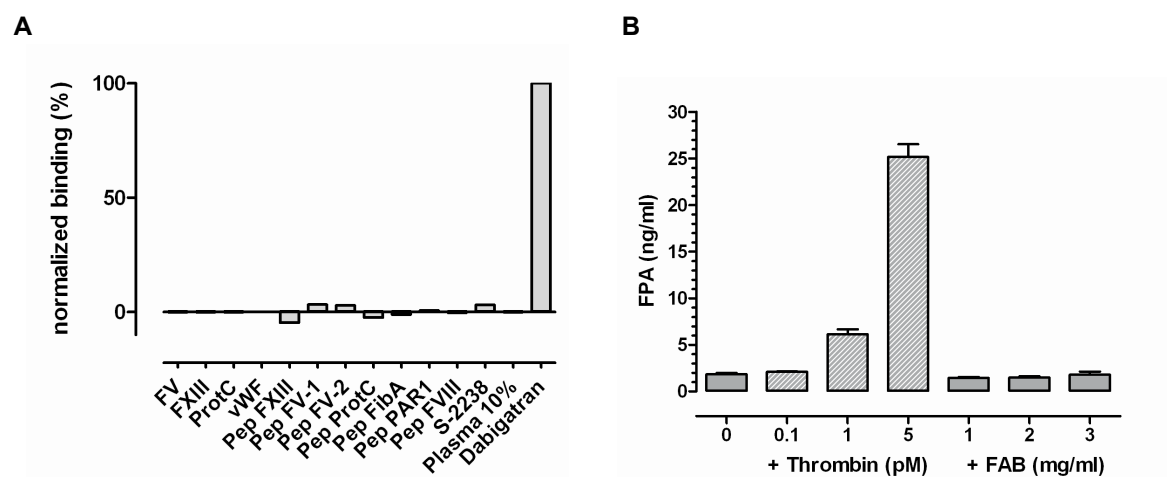 A
normalized binding (%)
100
50
0
FV
FXIII
ProtC
vWF
Pep FXIII
Pep FV-1
Pep FV-2
Pep ProtC
Pep FibA
Pep PAR1
Pep FVIII
S-2238
Plasma 10%
Dabigatran
B
FPA (ng/ml)
30
25
20
15
10
5
0
0 0.1 1 5 1 2 3
+ Thrombin (pM) + FAB (mg/ml)